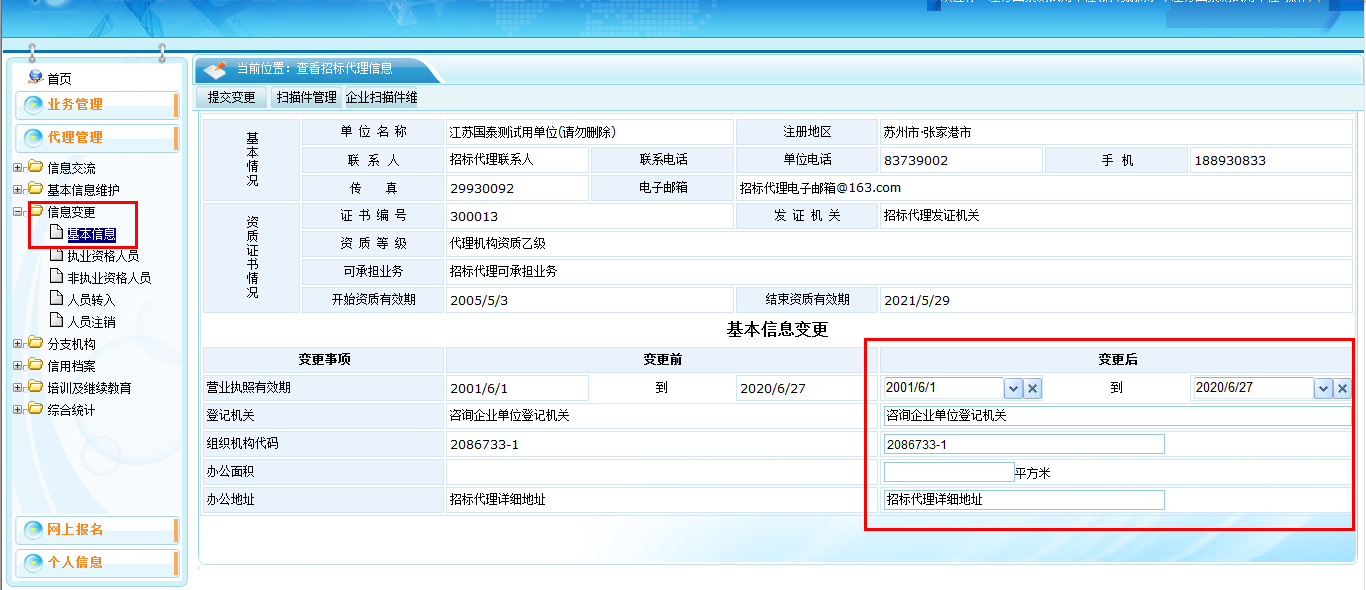 首页
业务管理
代理管理
信息交流
基本信息维护
信息变更
基本信息
执业资格人员
非执业资格人员
人员转入
人员注销
分支机构
信用档案
培训及继续教育
综合统计
网上报名
个人信息
当前位置：查看招标代理信息
提交变更 扫描件管理 企业扫描件维
基本情况
单位名称 江苏国泰测试用单位(请勿删除) 注册地区 苏州市·张家港市
联系人 招标代理联系人 联系电话 单位电话 83739002 手机 188930833
传真 29930092 电子邮箱 招标代理电子邮箱@163.com
资质证书情况
证书编号 300013 发证机关 招标代理发证机关
资质等级 代理机构资质乙级
可承担业务 招标代理可承担业务
开始资质有效期 2005/5/3 结束资质有效期 2021/5/29
基本信息变更
变更事项 变更前 变更后
营业执照有效期 2001/6/1 到 2020/6/27 2001/6/1 到 2020/6/27
登记机关 咨询企业单位登记机关 咨询企业单位登记机关
组织机构代码 2086733-1 2086733-1
办公面积 平方米
办公地址 招标代理详细地址 招标代理详细地址